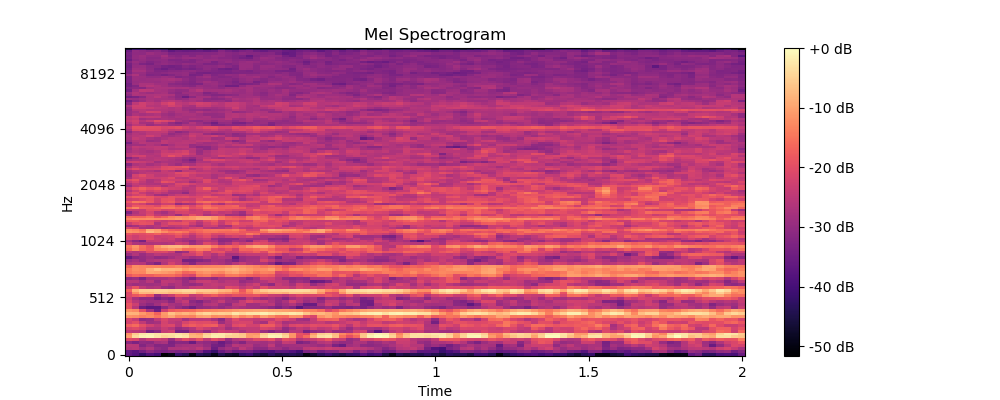 Mel Spectrogram
Hz
8192
4096
2048
1024
512
0
0
0.5
1
1.5
2
Time
+0 dB
-10 dB
-20 dB
-30 dB
-40 dB
-50 dB